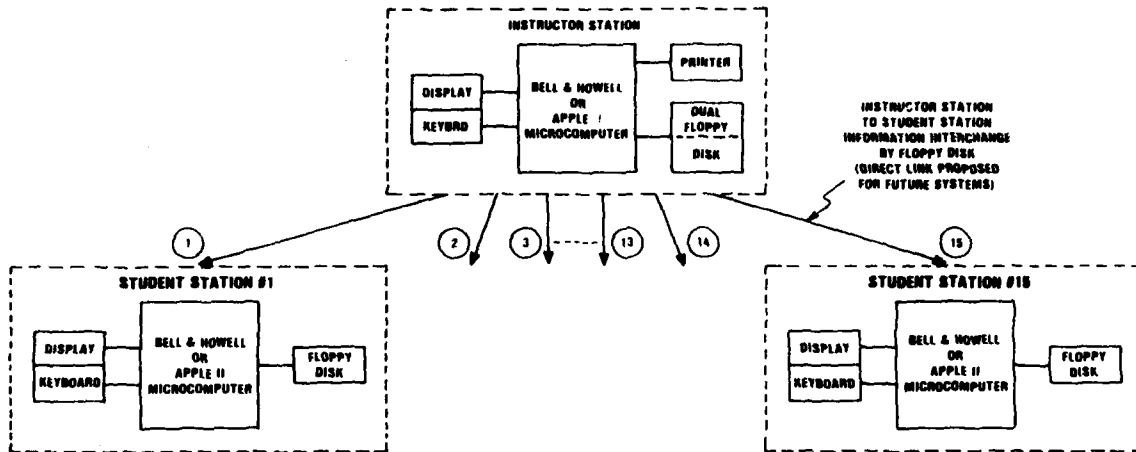 INSTRUCTOR STATION
DISPLAY
KEYBRD
BELL & HOWELL
OR
APPLE I
MICROCOMPUTER
PRINTER
DUAL
FLOPPY
DISK
INSTRUCTOR STATION
TO STUDENT STATION
INFORMATION INTERCHANGE
BY FLOPPY DISK
(DIRECT LINK PROPOSED
FOR FUTURE SYSTEMS)
1
2
3
13
14
15
STUDENT STATION #1
DISPLAY
KEYBOARD
BELL & HOWELL
OR
APPLE II
MICROCOMPUTER
FLOPPY
DISK
STUDENT STATION #15
DISPLAY
KEYBOARD
BELL & HOWELL
OR
APPLE II
MICROCOMPUTER
FLOPPY
DISK